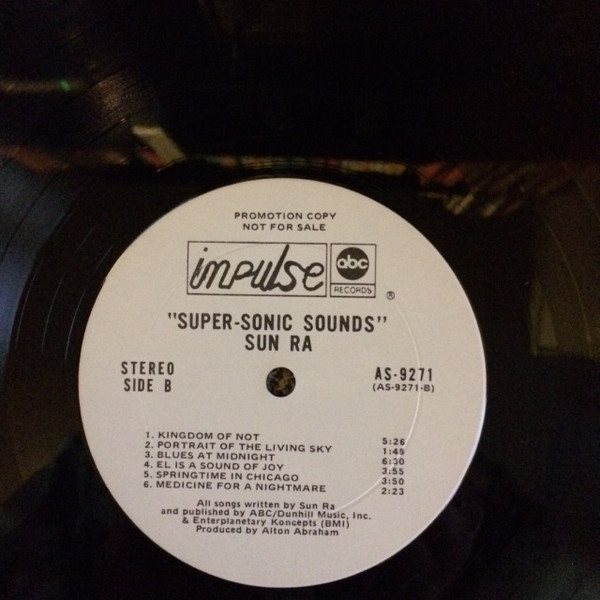 PROMOTION COPY
NOT FOR SALE
impulse
abc
RECORDS
®
"SUPER-SONIC SOUNDS"
SUN RA
STEREO
SIDE B
AS-9271
(AS-9271-B)
1. KINGDOM OF NOT 5:26
2. PORTRAIT OF THE LIVING SKY 1:48
3. BLUES AT MIDNIGHT 6:30
4. EL IS A SOUND OF JOY 3:55
5. SPRINGTIME IN CHICAGO 3:50
6. MEDICINE FOR A NIGHTMARE 2:23
All songs written by Sun Ra
and published by ABC/Dunhill Music, Inc.
& Enterplanetary Koncepts (BMI)
Produced by Alton Abraham